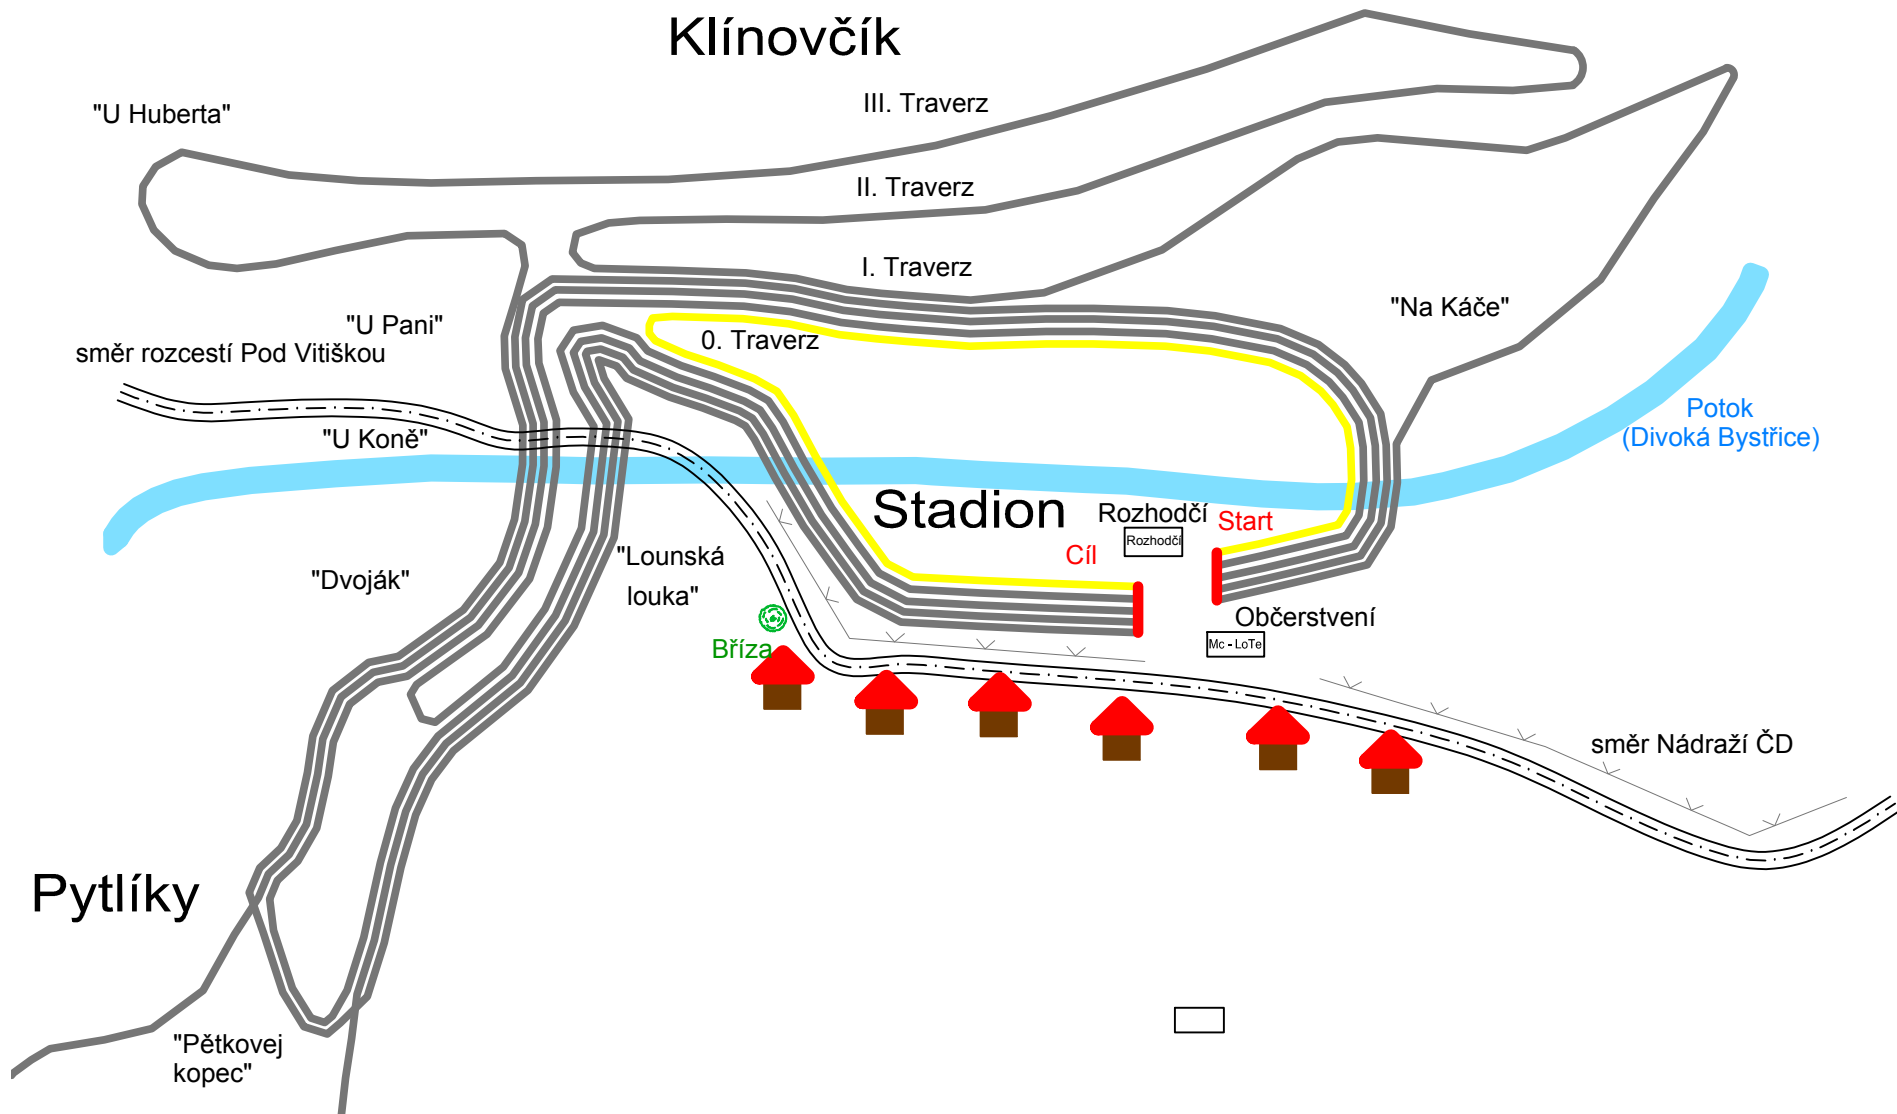 Klínovčík
"U Huberta"
III. Traverz
II. Traverz
I. Traverz
"Na Káče"
"U Pani"
0. Traverz
směr rozcestí Pod Vitiškou
"U Koně"
Potok
(Divoká Bystřice)
Stadion
Rozhodčí
Start
Rozhodčí
Cíl
"Lounská
louka"
"Dvoják"
Občerstvení
Mc - LoTe
Bříza
směr Nádraží ČD
Pytlíky
"Pětkovej
kopec"